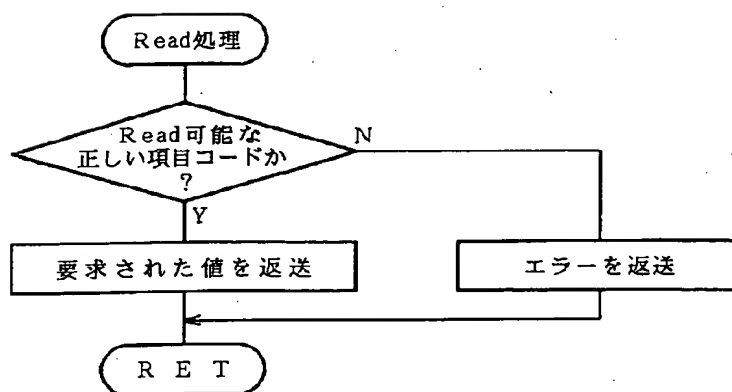 Read処理
Read可能な
正しい項目コードか
?
N
Y
要求された値を返送
エラーを返送
RET